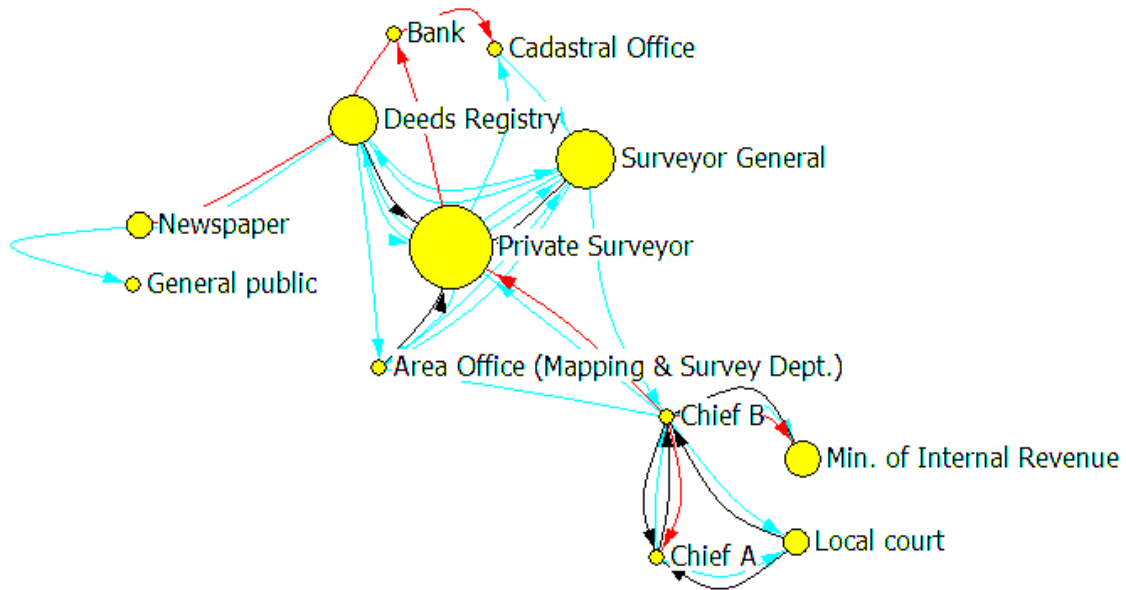 Bank
Cadastral Office
Deeds Registry
Surveyor General
Newspaper
Private Surveyor
General public
Area Office (Mapping & Survey Dept.)
Chief B
Min. of Internal Revenue
Local court
Chief A